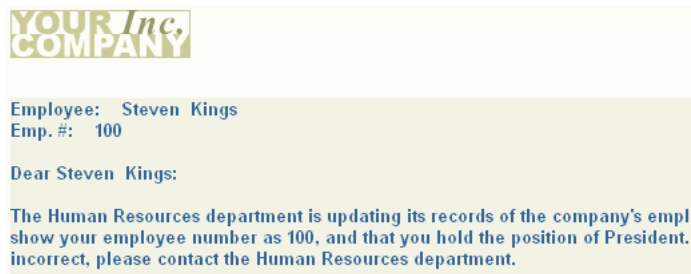 YOUR Inc.
COMPANY
Employee: Steven Kings
Emp. #: 100
Dear Steven Kings:
The Human Resources department is updating its records of the company's
show your employee number as 100, and that you hold the position of President.
incorrect, please contact the Human Resources department.